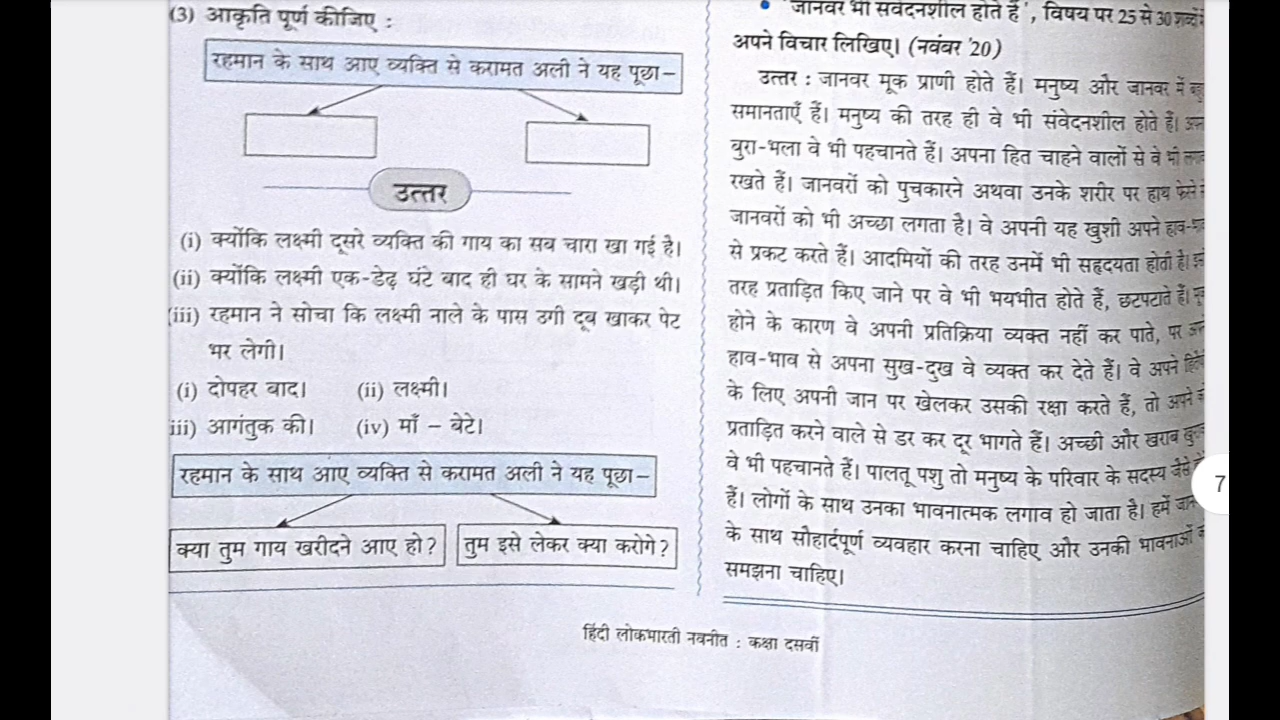 (3) आकृति पूर्ण कीजिए :
रहमान के साथ आए व्यक्ति से करामत अली ने यह पूछा–
उत्तर
(i) क्योंकि लक्ष्मी दूसरे व्यक्ति की गाय का सब चारा खा गई है।
(ii) क्योंकि लक्ष्मी एक-डेढ़ घंटे बाद ही घर के सामने खड़ी थी।
(iii) रहमान ने सोचा कि लक्ष्मी नाले के पास उगी दूब खाकर पेट
भर लेगी।
(i) दोपहर बाद। (ii) लक्ष्मी।
iii) आगंतुक की। (iv) माँ – बेटे।
रहमान के साथ आए व्यक्ति से करामत अली ने यह पूछा–
क्या तुम गाय खरीदने आए हो? तुम इसे लेकर क्या करोगे?
• 'जानवर भी संवेदनशील होते हैं', विषय पर 25 से 30 शब्दों में
अपने विचार लिखिए। (नवंबर '20)
उत्तर : जानवर मूक प्राणी होते हैं। मनुष्य और जानवर में
समानताएँ हैं। मनुष्य की तरह ही वे भी संवेदनशील होते हैं।
बुरा-भला वे भी पहचानते हैं। अपना हित चाहने वालों से वे भी
रखते हैं। जानवरों को पुचकारने अथवा उनके शरीर पर हाथ फेरने से
जानवरों को भी अच्छा लगता है। वे अपनी यह खुशी अपने
से प्रकट करते हैं। आदमियों की तरह उनमें भी सहृदयता होती है।
तरह प्रताड़ित किए जाने पर वे भी भयभीत होते हैं, छटपटाते हैं।
होने के कारण वे अपनी प्रतिक्रिया व्यक्त नहीं कर पाते, पर
हाव-भाव से अपना सुख-दुख वे व्यक्त कर देते हैं। वे अपने
के लिए अपनी जान पर खेलकर उसकी रक्षा करते हैं, तो अपने को
प्रताड़ित करने वाले से डर कर दूर भागते हैं। अच्छी और खराब
वे भी पहचानते हैं। पालतू पशु तो मनुष्य के परिवार के सदस्य जैसे
हैं। लोगों के साथ उनका भावनात्मक लगाव हो जाता है। हमें
के साथ सौहार्दपूर्ण व्यवहार करना चाहिए और उनकी भावनाओं
समझना चाहिए।
7
हिंदी लोकभारती नवनीत : कक्षा दसवीं